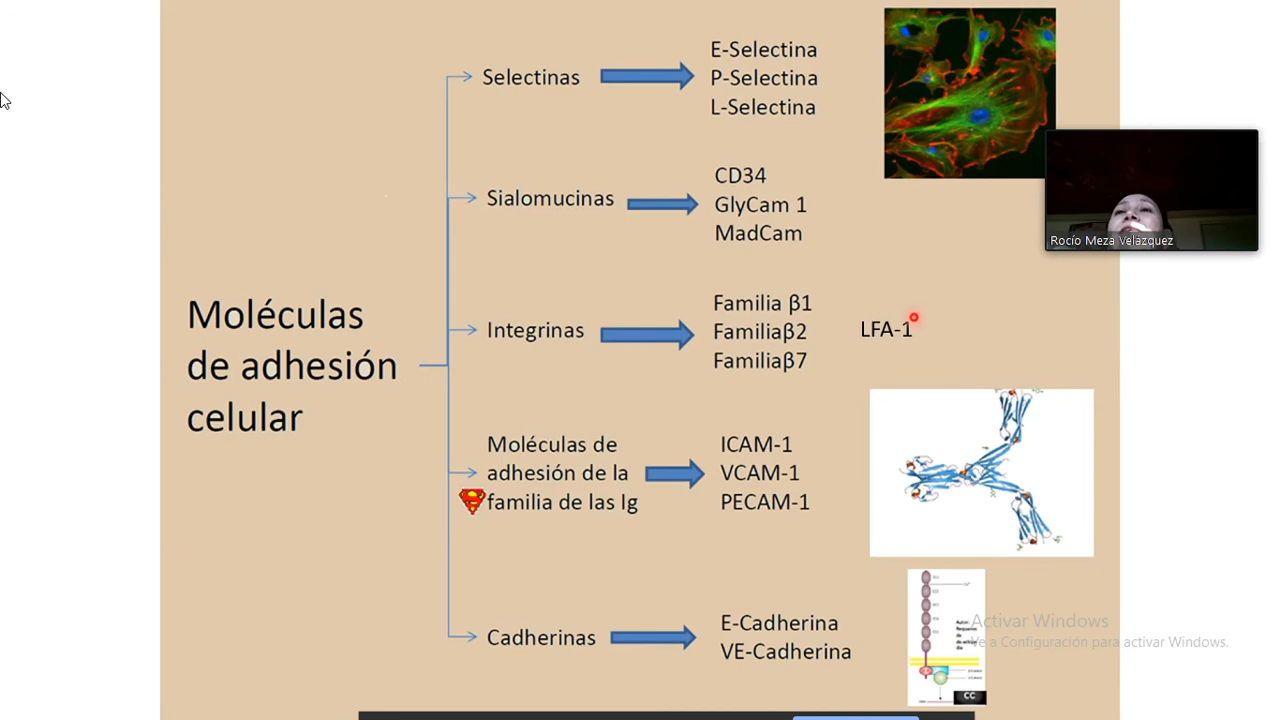 Moléculas
de adhesión
celular
Selectinas
E-Selectina
P-Selectina
L-Selectina
Sialomucinas
CD34
GlyCam 1
MadCam
Integrinas
Familia β1
Familiaβ2
Familiaβ7
LFA-1
Moléculas de
adhesión de la
familia de las Ig
ICAM-1
VCAM-1
PECAM-1
Cadherinas
E-Cadherina
VE-Cadherina
Rocío Meza Velázquez
Activar Windows
Ve a Configuración para activar Windows.
CC